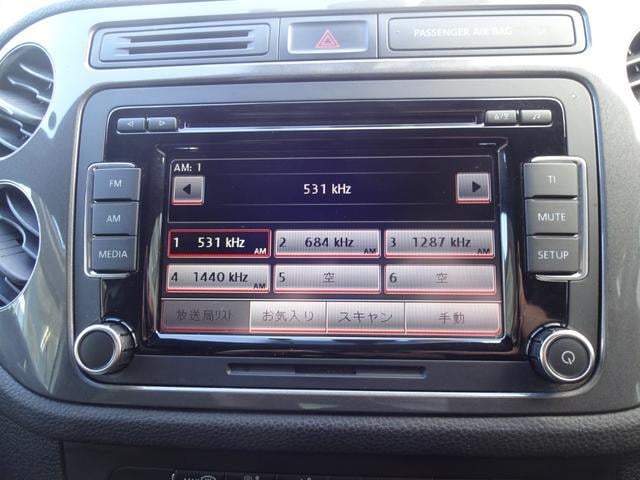 PASSENGER AIR BAG
AM: 1
531 kHz
FM
AM
MEDIA
TI
MUTE
SETUP
1 531 kHz AM
2 684 kHz AM
3 1287 kHz AM
4 1440 kHz AM
5 空
6 空
放送局リスト
お気入り
スキャン
手動